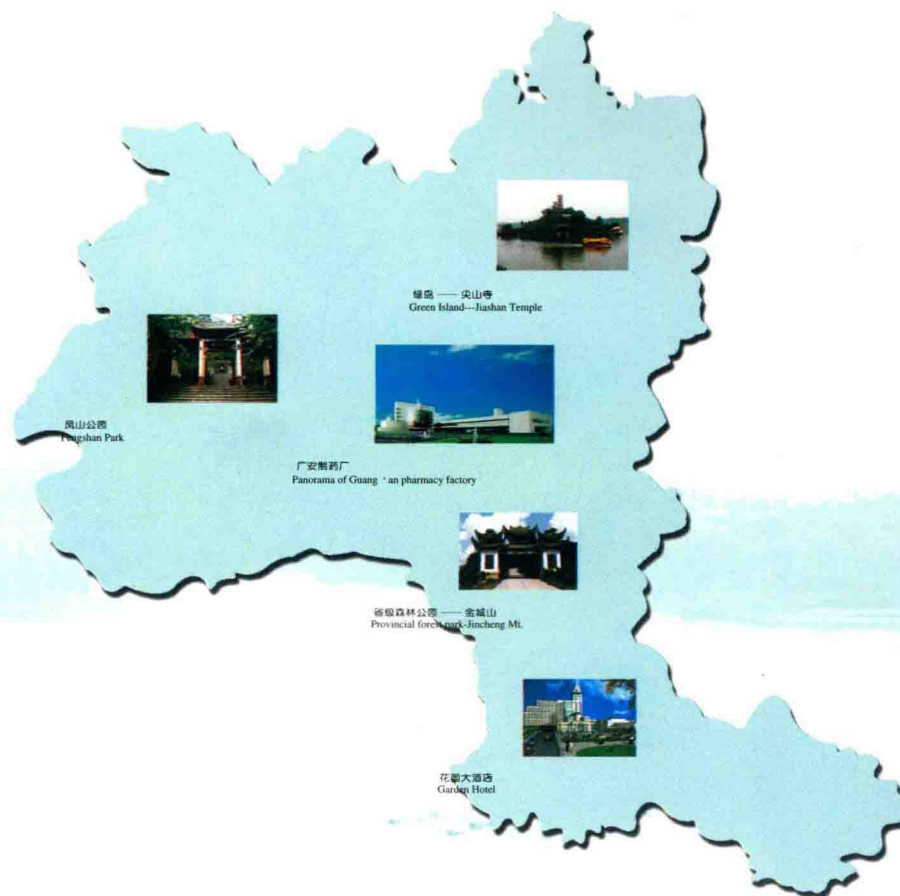 绿岛 —— 尖山寺
Green Island---Jiashan Temple
凤山公园
Fengshan Park
广安制药厂
Panorama of Guang ' an pharmacy factory
省级森林公园 —— 金城山
Provincial forest park-Jincheng Mi.
花园大酒店
Garden Hotel